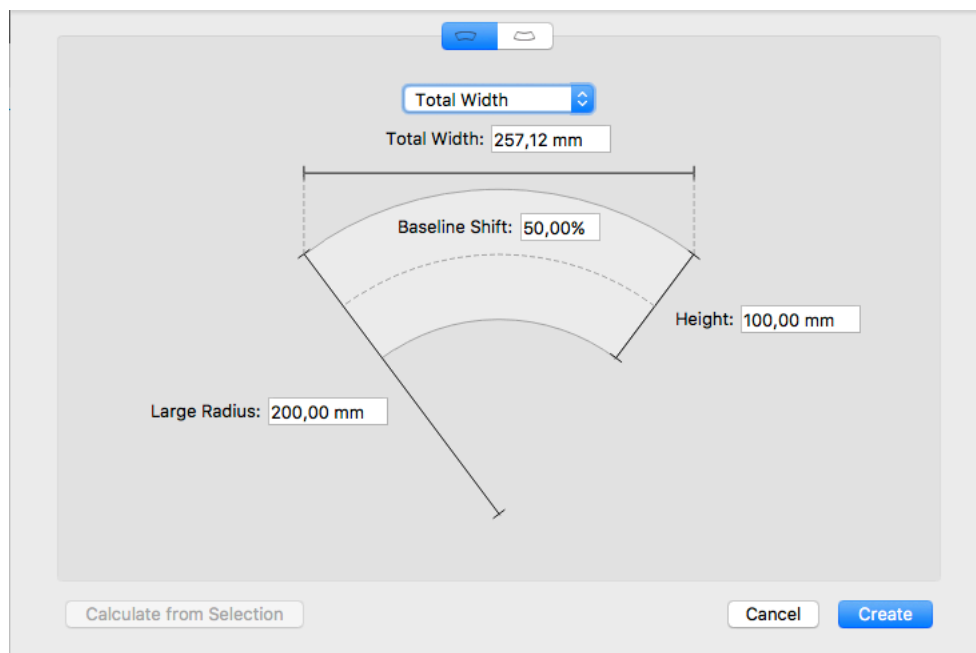 Total Width
Total Width: 257,12 mm
Baseline Shift: 50,00%
Height: 100,00 mm
Large Radius: 200,00 mm
Calculate from Selection
Cancel
Create